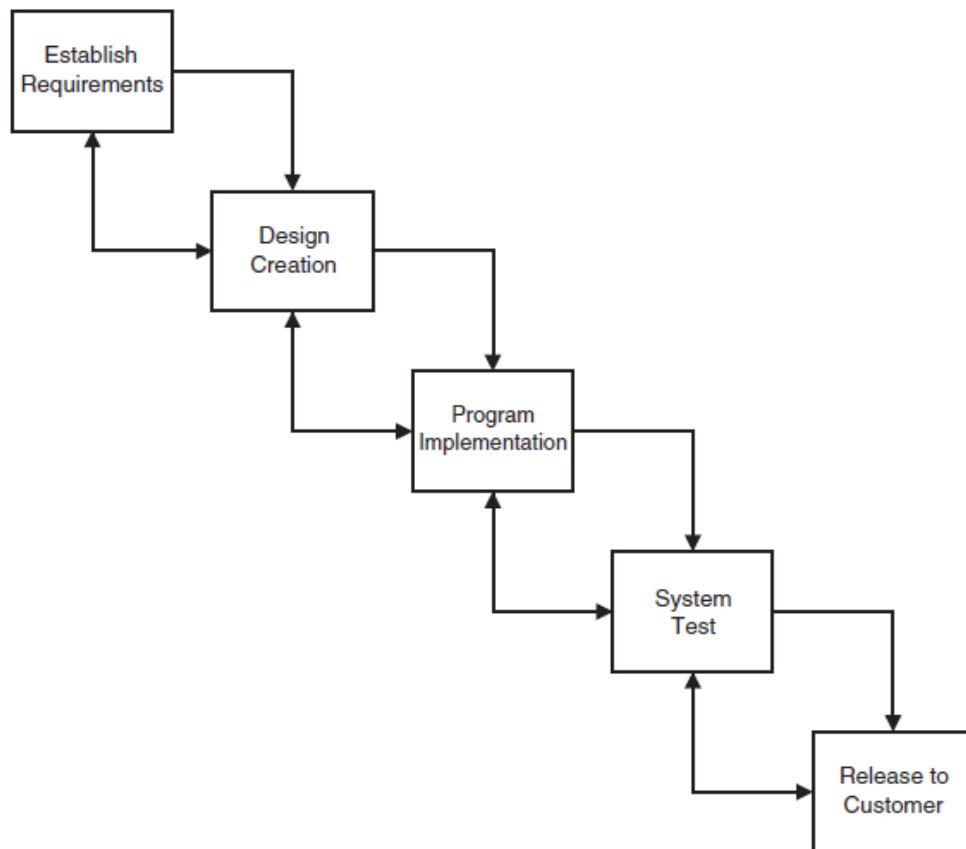 Establish
Requirements
Design
Creation
Program
Implementation
System
Test
Release to
Customer